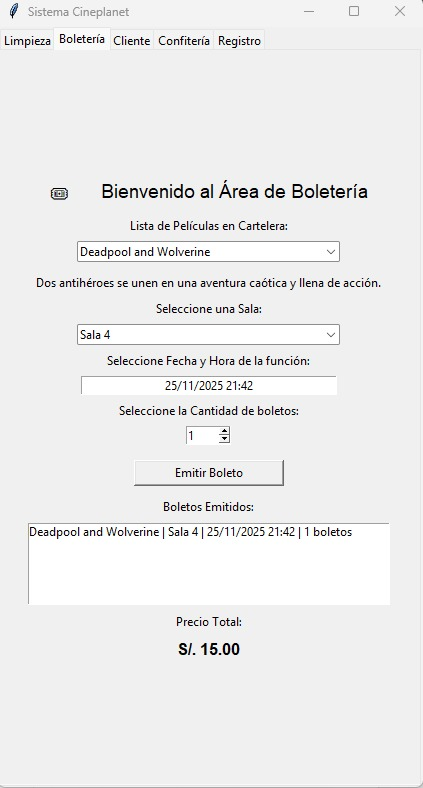 Sistema Cineplanet
Limpieza Boletería Cliente Confitería Registro
Bienvenido al Área de Boletería
Lista de Películas en Cartelera:
Deadpool and Wolverine
Dos antihéroes se unen en una aventura caótica y llena de acción.
Seleccione una Sala:
Sala 4
Seleccione Fecha y Hora de la función:
25/11/2025 21:42
Seleccione la Cantidad de boletos:
1
Emitir Boleto
Boletos Emitidos:
Deadpool and Wolverine | Sala 4 | 25/11/2025 21:42 | 1 boletos
Precio Total:
S/. 15.00